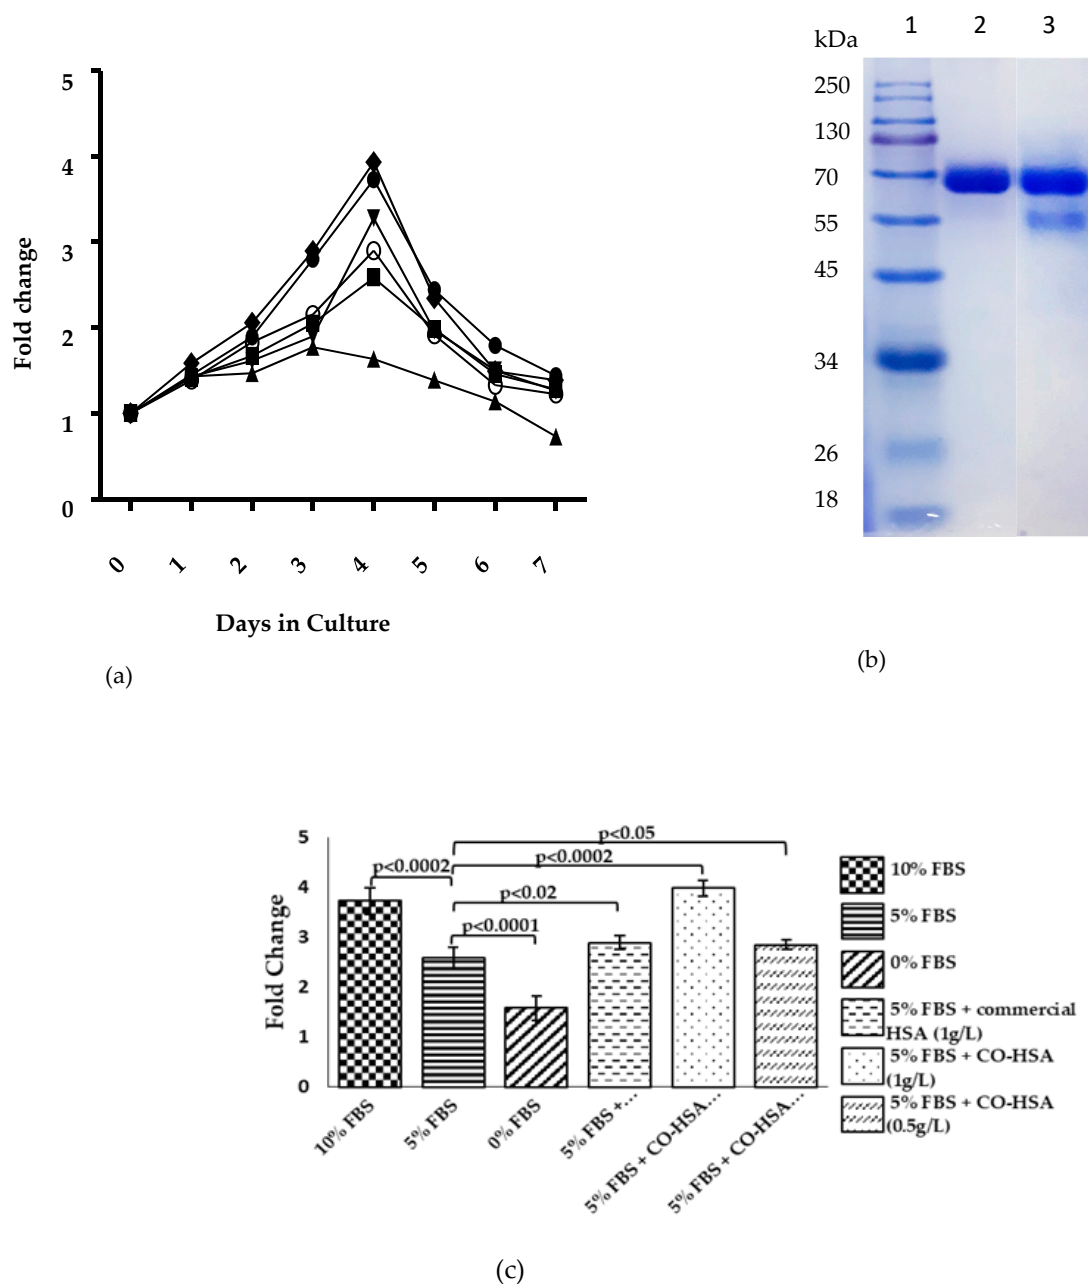 5
4
3
2
1
0
Fold change
0 1 2 3 4 5 6 7
Days in Culture
(a)
kDa 1 2 3
250
130
70
55
45
34
26
18
(b)
5
4
3
2
1
0
Fold Change
p<0.05
p<0.0002 p<0.0002
p<0.02
p<0.0001
10% FBS
5% FBS
0% FBS
5% FBS +...
5% FBS + CO-HSA...
5% FBS + CO-HSA...
10% FBS
5% FBS
0% FBS
5% FBS + commercial
HSA (1g/L)
5% FBS + CO-HSA
(1g/L)
5% FBS + CO-HSA
(0.5g/L)
(c)